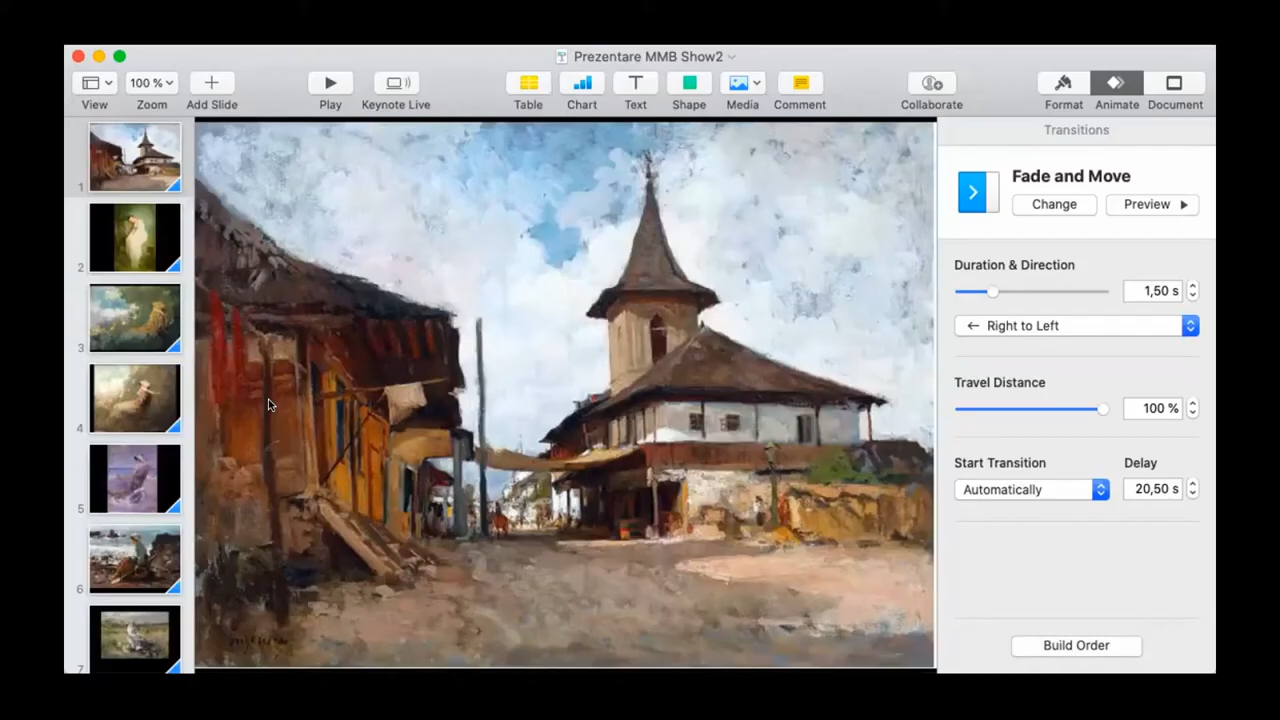 Prezentare MMB Show2
100 %
View
Zoom
Add Slide
Play
Keynote Live
Table
Chart
Text
Shape
Media
Comment
Collaborate
Format
Animate
Document
Transitions
Fade and Move
Change
Preview
Duration & Direction
1,50 s
← Right to Left
Travel Distance
100 %
Start Transition
Delay
Automatically
20,50 s
Build Order
1
2
3
4
5
6
7